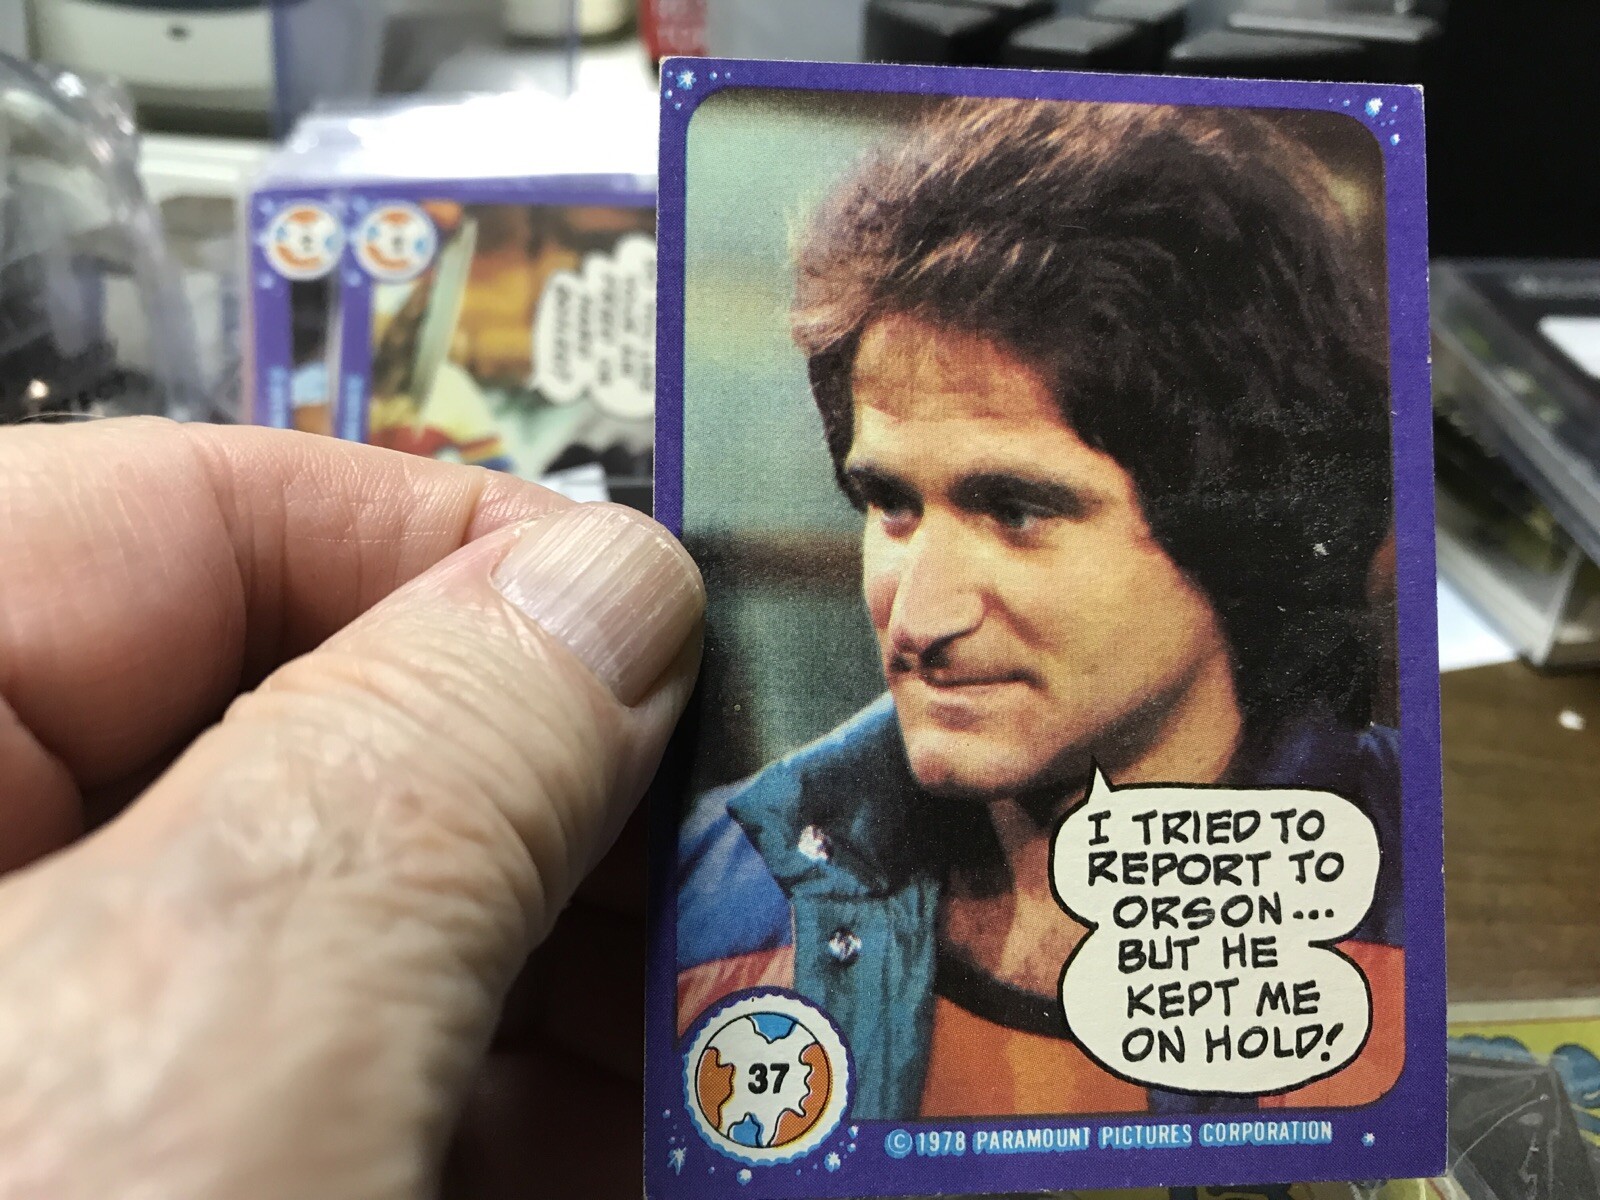 I TRIED TO
REPORT TO
ORSON...
BUT HE
KEPT ME
ON HOLD!
37
© 1978 PARAMOUNT PICTURES CORPORATION